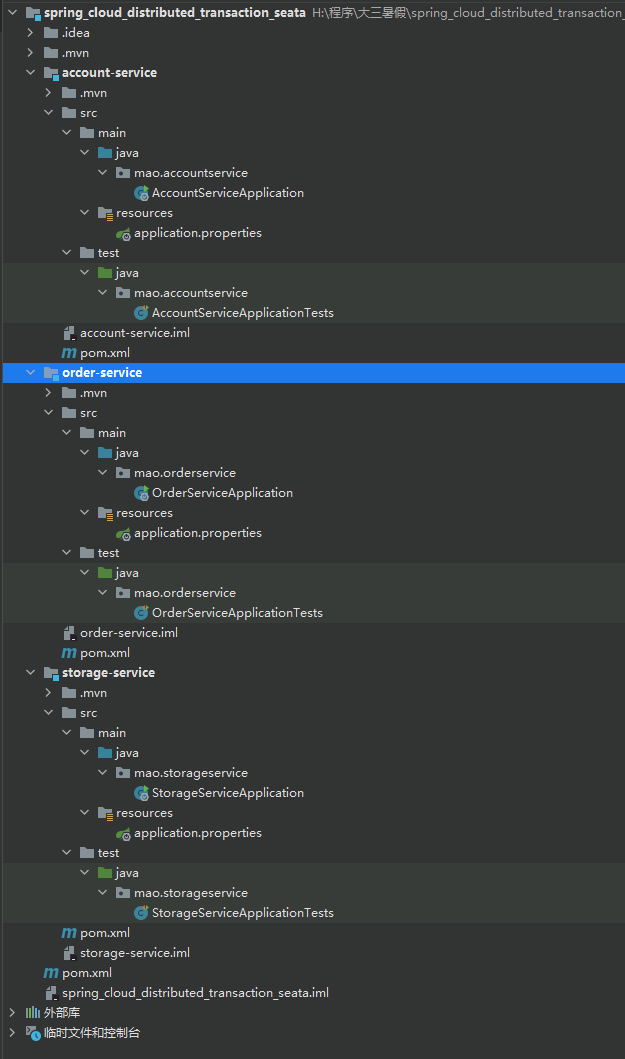 spring_cloud_distributed_transaction_seata H:\程序\大三暑假\spring_cloud_distributed_transaction_
.idea
.mvn
account-service
.mvn
src
main
java
mao.accountservice
AccountServiceApplication
resources
application.properties
test
java
mao.accountservice
AccountServiceApplicationTests
account-service.iml
pom.xml
order-service
.mvn
src
main
java
mao.orderservice
OrderServiceApplication
resources
application.properties
test
java
mao.orderservice
OrderServiceApplicationTests
order-service.iml
pom.xml
storage-service
.mvn
src
main
java
mao.storageservice
StorageServiceApplication
resources
application.properties
test
java
mao.storageservice
StorageServiceApplicationTests
pom.xml
storage-service.iml
pom.xml
spring_cloud_distributed_transaction_seata.iml
外部库
临时文件和控制台